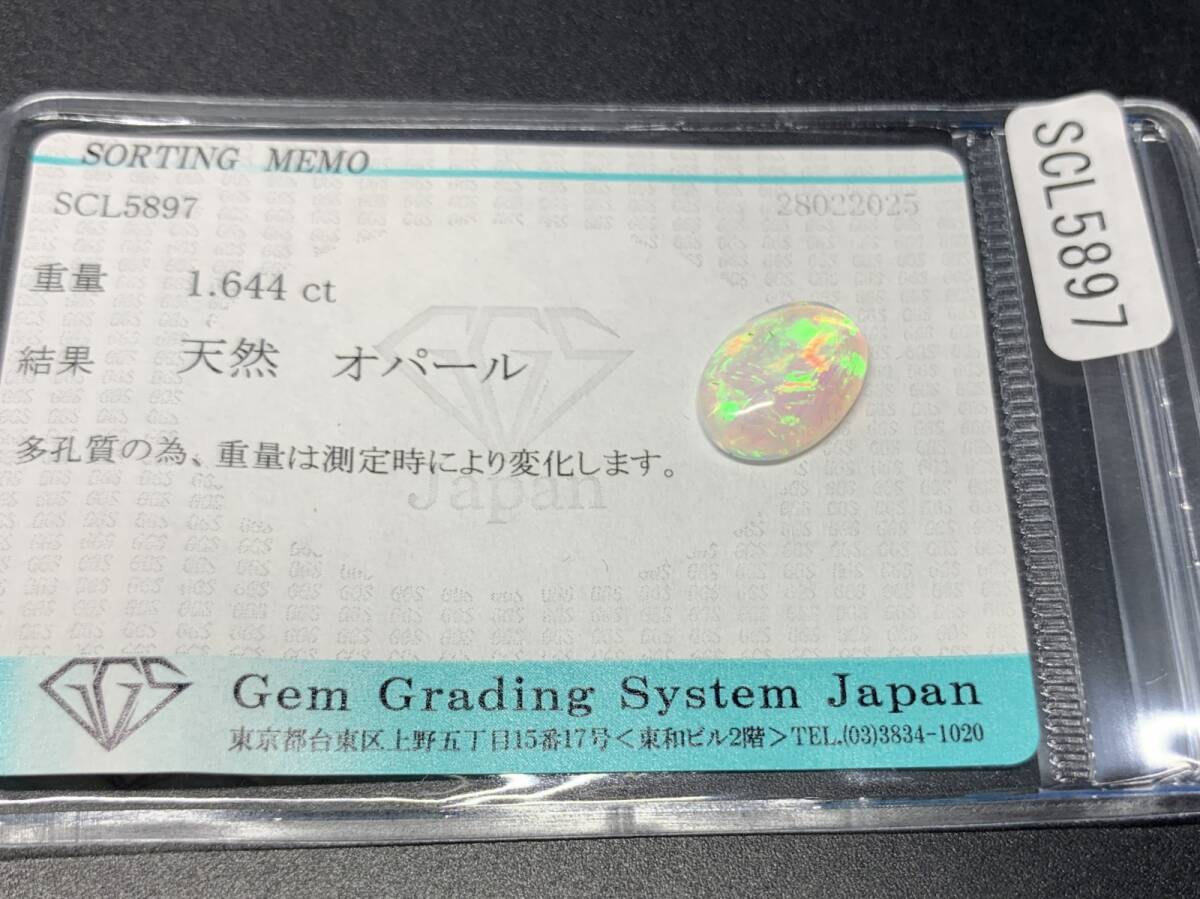 SORTING MEMO
SCL5897 28022025
重量 1.644 ct
結果 天然 オパール
多孔質の為、重量は測定時により変化します。
GGS
Japan
GGS
Gem Grading System Japan
東京都台東区上野五丁目15番17号<東和ビル2階>TEL.(03)3834-1020
SCL5897